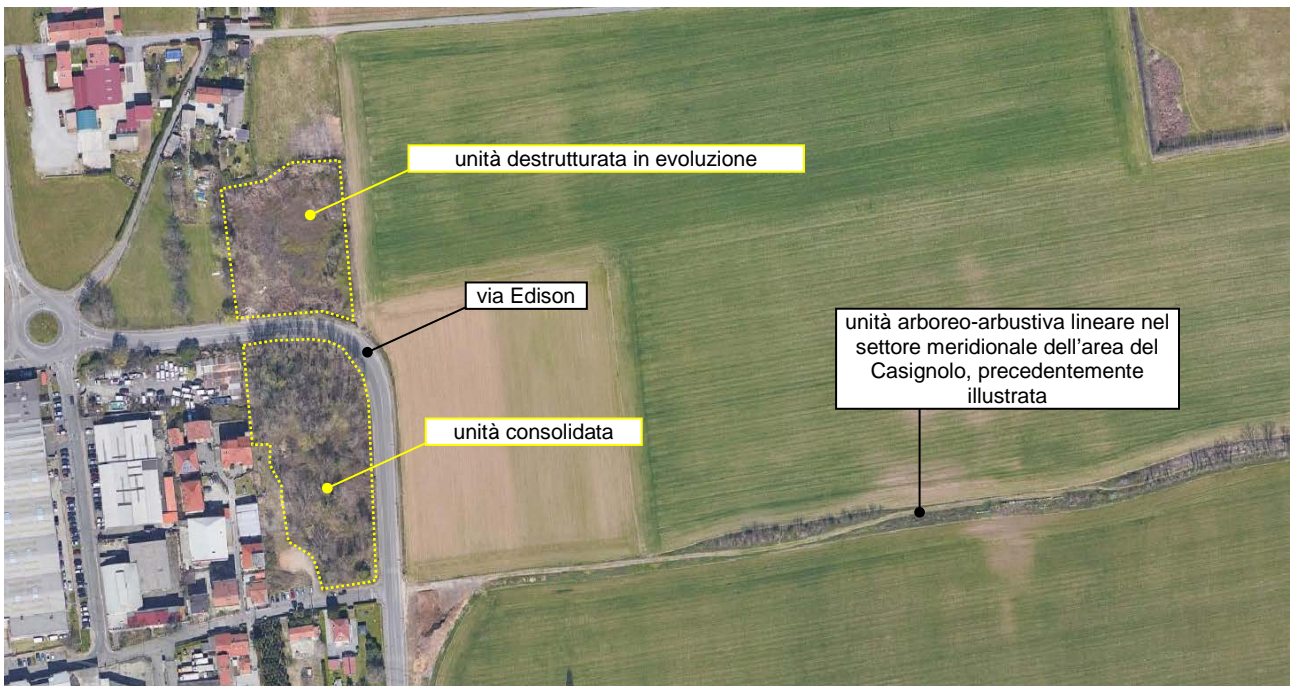 unità destrutturata in evoluzione
via Edison
unità arboreo-arbustiva lineare nel
settore meridionale dell’area del
Casignolo, precedentemente
illustrata
unità consolidata